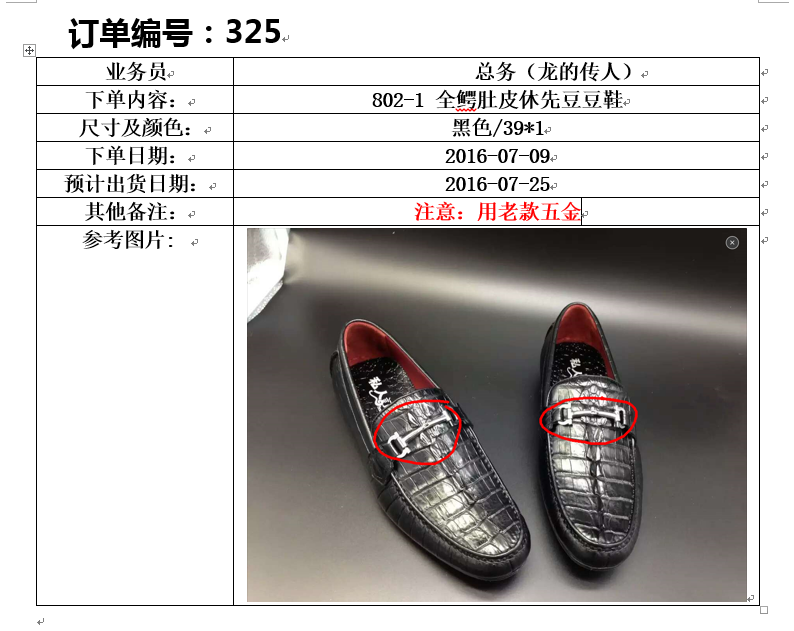 订单编号：325
业务员 总务（龙的传人）
下单内容： 802-1 全鳄肚皮休先豆豆鞋
尺寸及颜色： 黑色/39*1
下单日期： 2016-07-09
预计出货日期： 2016-07-25
其他备注： 注意：用老款五金
参考图片：
私人